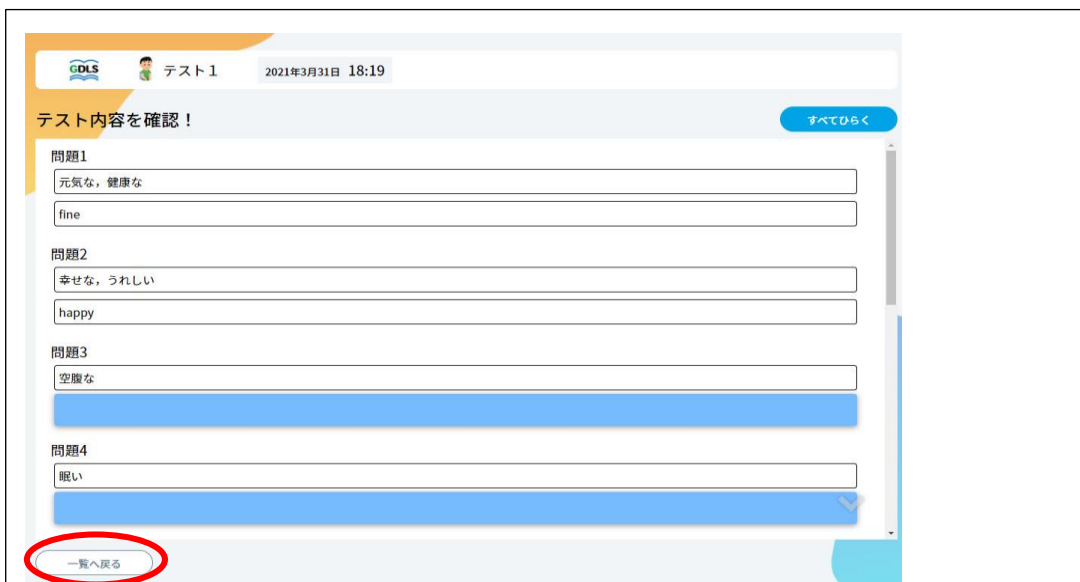 GDLS テスト１ 2021年3月31日 18:19
テスト内容を確認！ すべてひらく
問題1
元気な，健康な
fine
問題2
幸せな，うれしい
happy
問題3
空腹な
問題4
眠い
一覧へ戻る